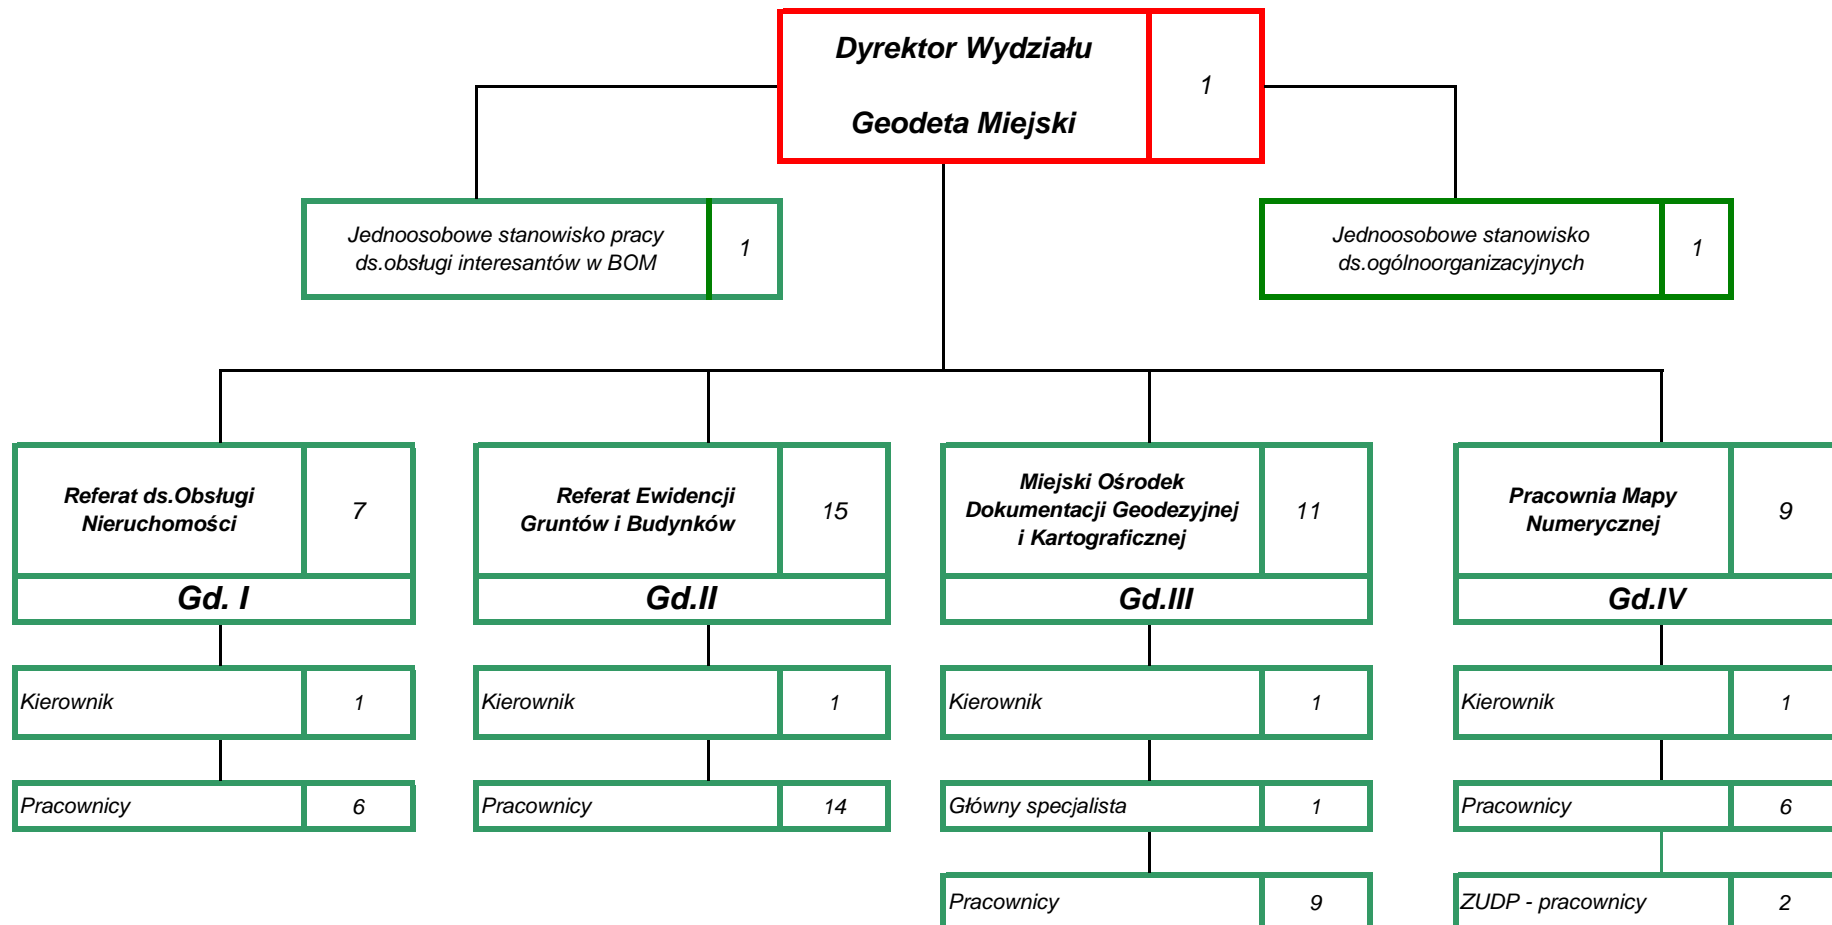 Dyrektor Wydziału
Geodeta Miejski
1
Jednoosobowe stanowisko pracy
ds.obsługi interesantów w BOM
1
Jednoosobowe stanowisko
ds.ogólnoorganizacyjnych
1
Referat ds.Obsługi
Nieruchomości
7
Gd. I
Kierownik 1
Pracownicy 6
Referat Ewidencji
Gruntów i Budynków
15
Gd.II
Kierownik 1
Pracownicy 14
Miejski Ośrodek
Dokumentacji Geodezyjnej
i Kartograficznej
11
Gd.III
Kierownik 1
Główny specjalista 1
Pracownicy 9
Pracownia Mapy
Numerycznej
9
Gd.IV
Kierownik 1
Pracownicy 6
ZUDP - pracownicy 2